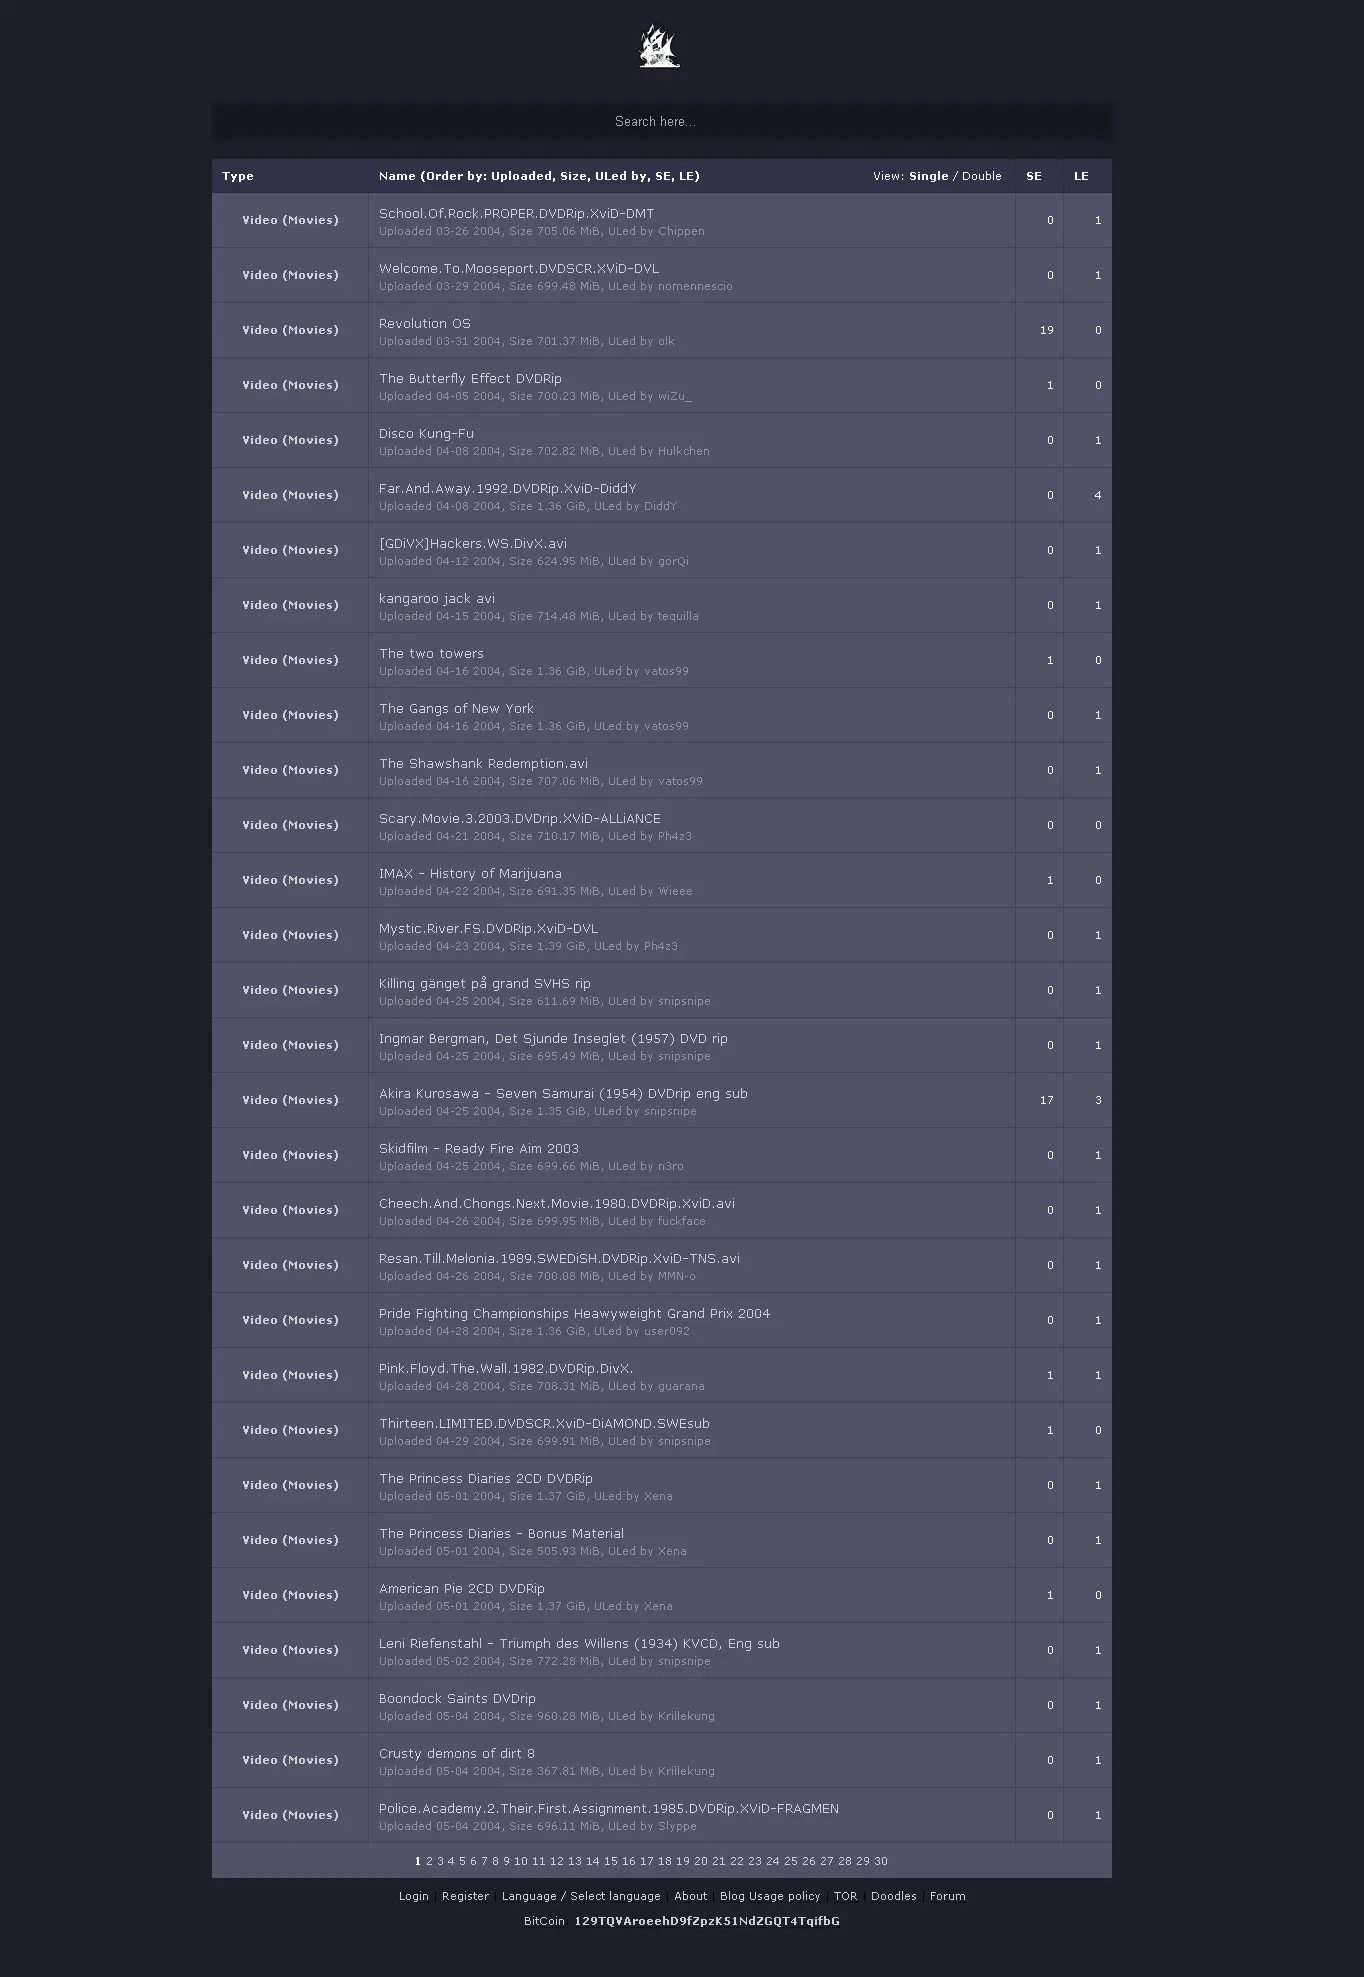 Search here...
Type Name (Order by: Uploaded, Size, ULed by, SE, LE) View: Single / Double SE LE
Video (Movies) School.Of.Rock.PROPER.DVDRip.XviD-DMT 0 1
Uploaded 03-26 2004, Size 705.06 MiB, ULed by Chippen
Video (Movies) Welcome.To.Mooseport.DVDSCR.XViD-DVL 0 1
Uploaded 03-29 2004, Size 699.48 MiB, ULed by nomennescio
Video (Movies) Revolution OS 19 0
Uploaded 03-31 2004, Size 701.37 MiB, ULed by olk
Video (Movies) The Butterfly Effect DVDRip 1 0
Uploaded 04-05 2004, Size 700.23 MiB, ULed by wiZu_
Video (Movies) Disco Kung-Fu 0 1
Uploaded 04-08 2004, Size 702.82 MiB, ULed by Hulkchen
Video (Movies) Far.And.Away.1992.DVDRip.XviD-DiddY 0 4
Uploaded 04-08 2004, Size 1.36 GiB, ULed by DiddY
Video (Movies) [GDiVX]Hackers.WS.DivX.avi 0 1
Uploaded 04-12 2004, Size 624.95 MiB, ULed by gorQi
Video (Movies) kangaroo jack avi 0 1
Uploaded 04-15 2004, Size 714.48 MiB, ULed by tequilla
Video (Movies) The two towers 1 0
Uploaded 04-16 2004, Size 1.36 GiB, ULed by vatos99
Video (Movies) The Gangs of New York 0 1
Uploaded 04-16 2004, Size 1.36 GiB, ULed by vatos99
Video (Movies) The Shawshank Redemption.avi 0 1
Uploaded 04-16 2004, Size 707.06 MiB, ULed by vatos99
Video (Movies) Scary.Movie.3.2003.DVDrip.XViD-ALLiANCE 0 0
Uploaded 04-21 2004, Size 710.17 MiB, ULed by Ph4z3
Video (Movies) IMAX - History of Marijuana 1 0
Uploaded 04-22 2004, Size 691.35 MiB, ULed by Wieee
Video (Movies) Mystic.River.FS.DVDRip.XviD-DVL 0 1
Uploaded 04-23 2004, Size 1.39 GiB, ULed by Ph4z3
Video (Movies) Killing gänget på grand SVHS rip 0 1
Uploaded 04-25 2004, Size 611.69 MiB, ULed by snipsnipe
Video (Movies) Ingmar Bergman, Det Sjunde Inseglet (1957) DVD rip 0 1
Uploaded 04-25 2004, Size 695.49 MiB, ULed by snipsnipe
Video (Movies) Akira Kurosawa - Seven Samurai (1954) DVDrip eng sub 17 3
Uploaded 04-25 2004, Size 1.35 GiB, ULed by snipsnipe
Video (Movies) Skidfilm - Ready Fire Aim 2003 0 1
Uploaded 04-25 2004, Size 699.66 MiB, ULed by n3ro
Video (Movies) Cheech.And.Chongs.Next.Movie.1980.DVDRip.XviD.avi 0 1
Uploaded 04-26 2004, Size 699.95 MiB, ULed by fuckface
Video (Movies) Resan.Till.Melonia.1989.SWEDiSH.DVDRip.XviD-TNS.avi 0 1
Uploaded 04-26 2004, Size 700.08 MiB, ULed by MMN-o
Video (Movies) Pride Fighting Championships Heawyweight Grand Prix 2004 0 1
Uploaded 04-28 2004, Size 1.36 GiB, ULed by user092
Video (Movies) Pink.Floyd.The.Wall.1982.DVDRip.DivX. 1 1
Uploaded 04-28 2004, Size 708.31 MiB, ULed by guarana
Video (Movies) Thirteen.LIMITED.DVDSCR.XviD-DiAMOND.SWEsub 1 0
Uploaded 04-29 2004, Size 699.91 MiB, ULed by snipsnipe
Video (Movies) The Princess Diaries 2CD DVDRip 0 1
Uploaded 05-01 2004, Size 1.37 GiB, ULed by Xena
Video (Movies) The Princess Diaries - Bonus Material 0 1
Uploaded 05-01 2004, Size 505.93 MiB, ULed by Xena
Video (Movies) American Pie 2CD DVDRip 1 0
Uploaded 05-01 2004, Size 1.37 GiB, ULed by Xena
Video (Movies) Leni Riefenstahl - Triumph des Willens (1934) KVCD, Eng sub 0 1
Uploaded 05-02 2004, Size 772.28 MiB, ULed by snipsnipe
Video (Movies) Boondock Saints DVDrip 0 1
Uploaded 05-04 2004, Size 960.28 MiB, ULed by Krillekung
Video (Movies) Crusty demons of dirt 8 0 1
Uploaded 05-04 2004, Size 367.81 MiB, ULed by Krillekung
Video (Movies) Police.Academy.2.Their.First.Assignment.1985.DVDRip.XViD-FRAGMEN 0 1
Uploaded 05-04 2004, Size 696.11 MiB, ULed by Slyppe
1 2 3 4 5 6 7 8 9 10 11 12 13 14 15 16 17 18 19 20 21 22 23 24 25 26 27 28 29 30
Login | Register | Language / Select language | About | Blog Usage policy | TOR | Doodles | Forum
BitCoin: 129TQVAroeehD9fZpzK51NdZGQT4TqifbG